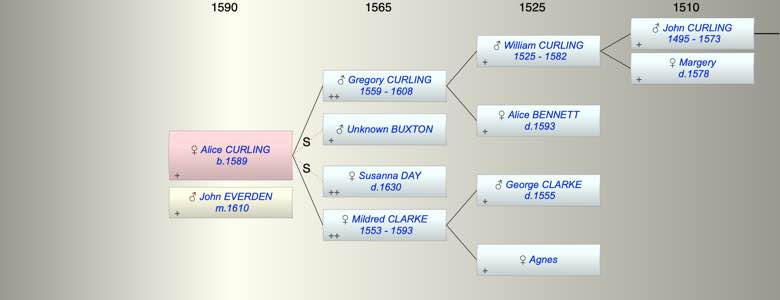 1590
1565
1525
1510
♀ Alice CURLING
b.1589
+
♂ John EVERDEN
m.1610
+
S
S
♂ Gregory CURLING
1559 - 1608
++
♂ Unknown BUXTON
+
♀ Susanna DAY
d.1630
++
♀ Mildred CLARKE
1553 - 1593
++
♂ William CURLING
1525 - 1582
+
♀ Alice BENNETT
d.1593
+
♂ George CLARKE
d.1555
+
♀ Agnes
+
♂ John CURLING
1495 - 1573
+
♀ Margery
d.1578
+